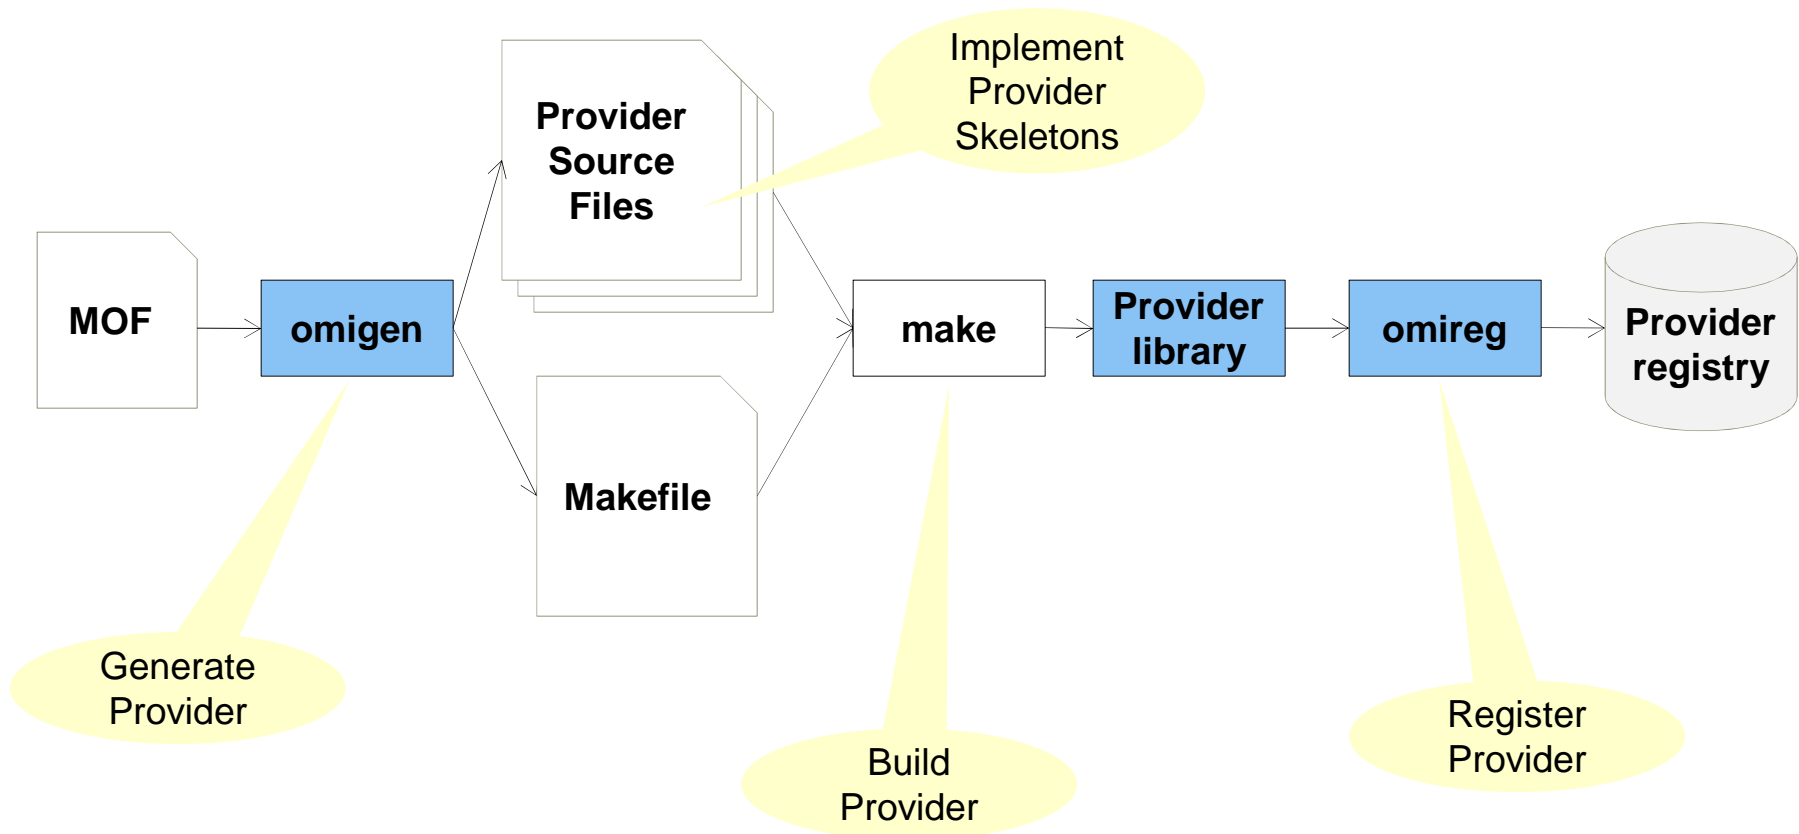 Implement
Provider
Skeletons
Provider
Source
Files
MOF
omigen
make
Provider
library
omireg
Provider
registry
Makefile
Generate
Provider
Build
Provider
Register
Provider